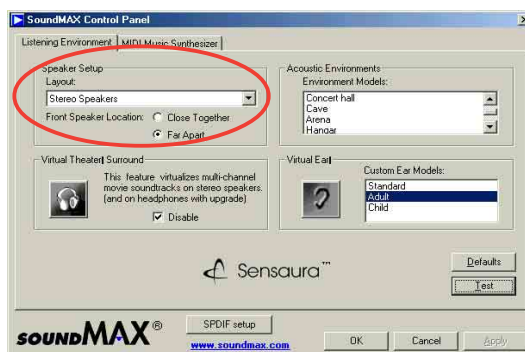 SoundMAX Control Panel
Listening Environment
MIDI Music Synthesizer
Speaker Setup
Layout:
Stereo Speakers
Front Speaker Location:
Close Together
Far Apart
Acoustic Environments
Environment Models:
Concert hall
Cave
Arena
Hangar
Virtual Theater Surround
This feature virtualizes multi-channel
movie soundtracks on stereo speakers.
(and on headphones with upgrade)
Disable
Virtual Ear
Custom Ear Models:
Standard
Adult
Child
Sensaura™
Defaults
Test
SOUNDMAX®
SPDIF setup
www.soundmax.com
OK
Cancel
Apply